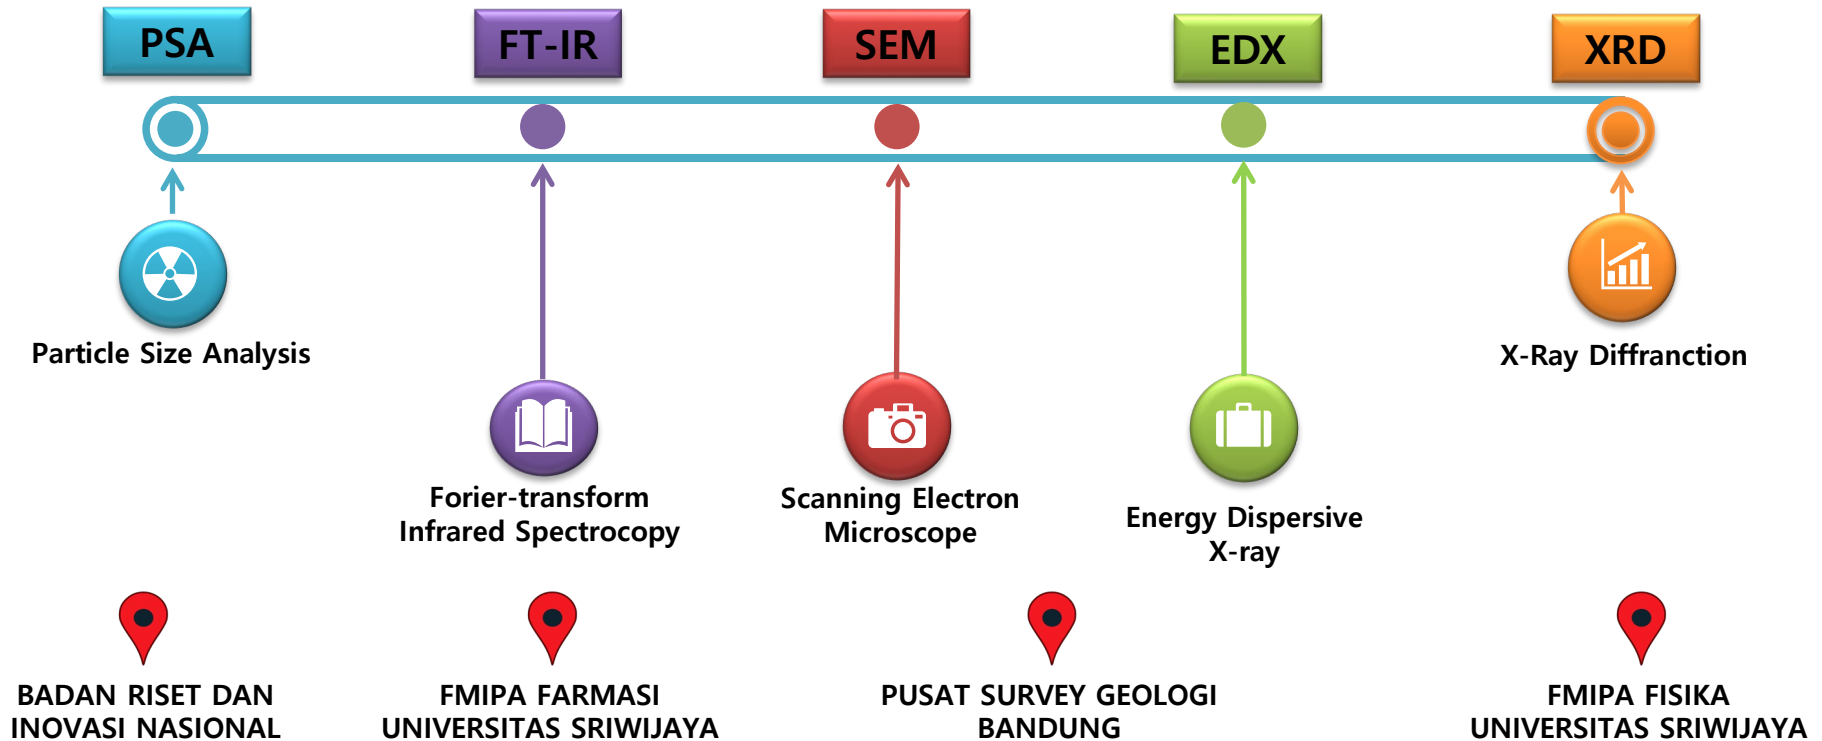 PSA
FT-IR
SEM
EDX
XRD
Particle Size Analysis
X-Ray Diffranction
Forier-transform
Infrared Spectrocopy
Scanning Electron
Microscope
Energy Dispersive
X-ray
BADAN RISET DAN
INOVASI NASIONAL
FMIPA FARMASI
UNIVERSITAS SRIWIJAYA
PUSAT SURVEY GEOLOGI
BANDUNG
FMIPA FISIKA
UNIVERSITAS SRIWIJAYA